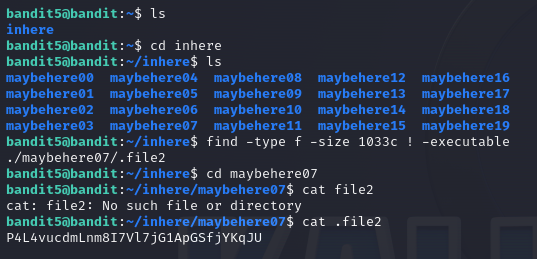 bandit5@bandit:~$ ls
inhere
bandit5@bandit:~$ cd inhere
bandit5@bandit:~/inhere$ ls
maybehere00 maybehere04 maybehere08 maybehere12 maybehere16
maybehere01 maybehere05 maybehere09 maybehere13 maybehere17
maybehere02 maybehere06 maybehere10 maybehere14 maybehere18
maybehere03 maybehere07 maybehere11 maybehere15 maybehere19
bandit5@bandit:~/inhere$ find -type f -size 1033c ! -executable
./maybehere07/.file2
bandit5@bandit:~/inhere$ cd maybehere07
bandit5@bandit:~/inhere/maybehere07$ cat file2
cat: file2: No such file or directory
bandit5@bandit:~/inhere/maybehere07$ cat .file2
P4L4vucdmLnm8I7Vl7jG1ApGSfjYKqJU